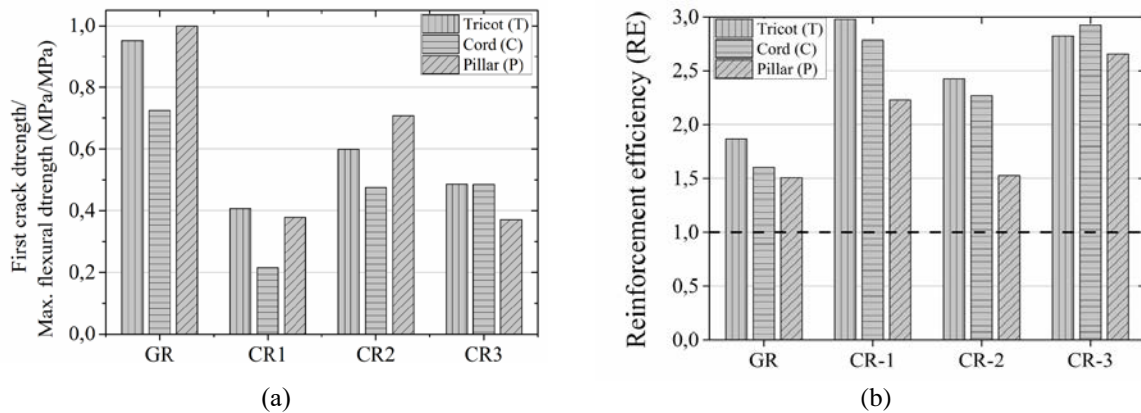 First crack dtrength/
Max. flexural dtrength (MPa/MPa)
1,0
0,8
0,6
0,4
0,2
0,0
Tricot (T)
Cord (C)
Pillar (P)
GR CR1 CR2 CR3
(a)
Reinforcement efficiency (RE)
3,0
2,5
2,0
1,5
1,0
0,5
0,0
Tricot (T)
Cord (C)
Pillar (P)
GR CR-1 CR-2 CR-3
(b)